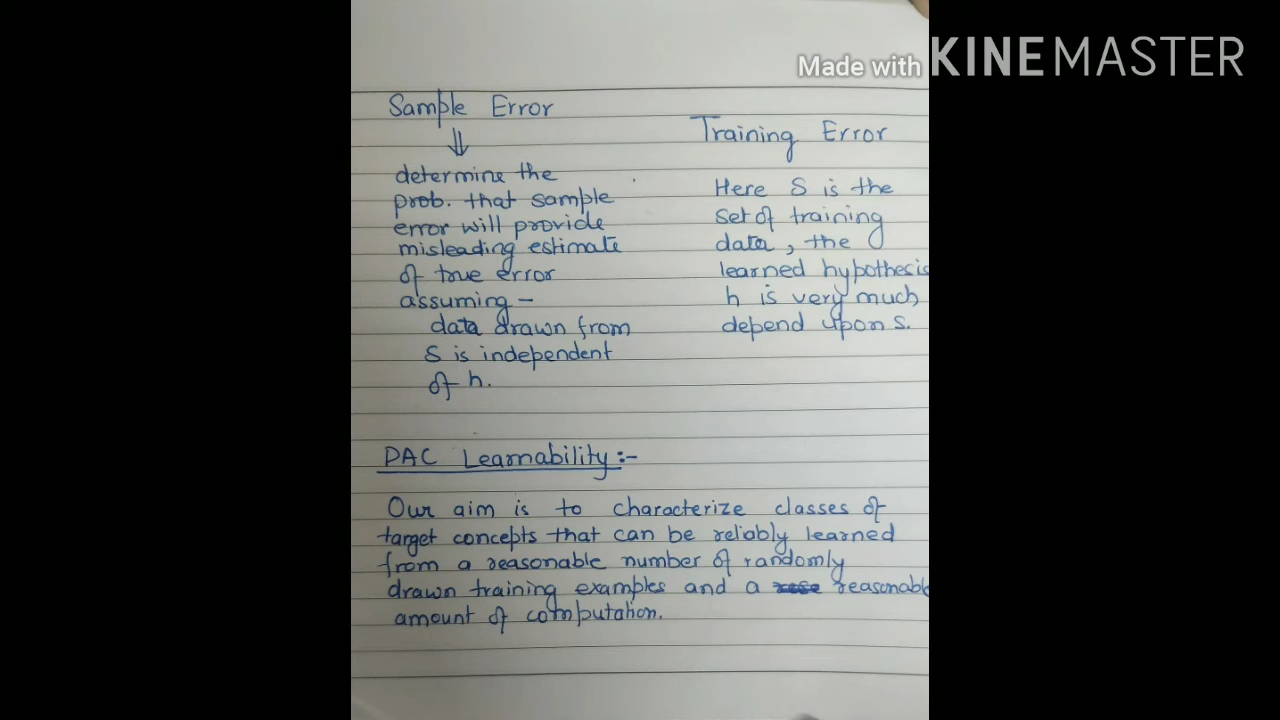 Made with KINEMASTER
Sample Error
⇓
determine the
prob. that sample
error will provide
misleading estimate
of true error
assuming -
data drawn from
S is independent
of h.
Training Error
Here S is the
set of training
data, the
learned hypothesis
h is very much
depend upon S.
PAC Learnability :-
Our aim is to characterize classes of
target concepts that can be reliably learned
from a reasonable number of randomly
drawn training examples and a reasonable
amount of computation.